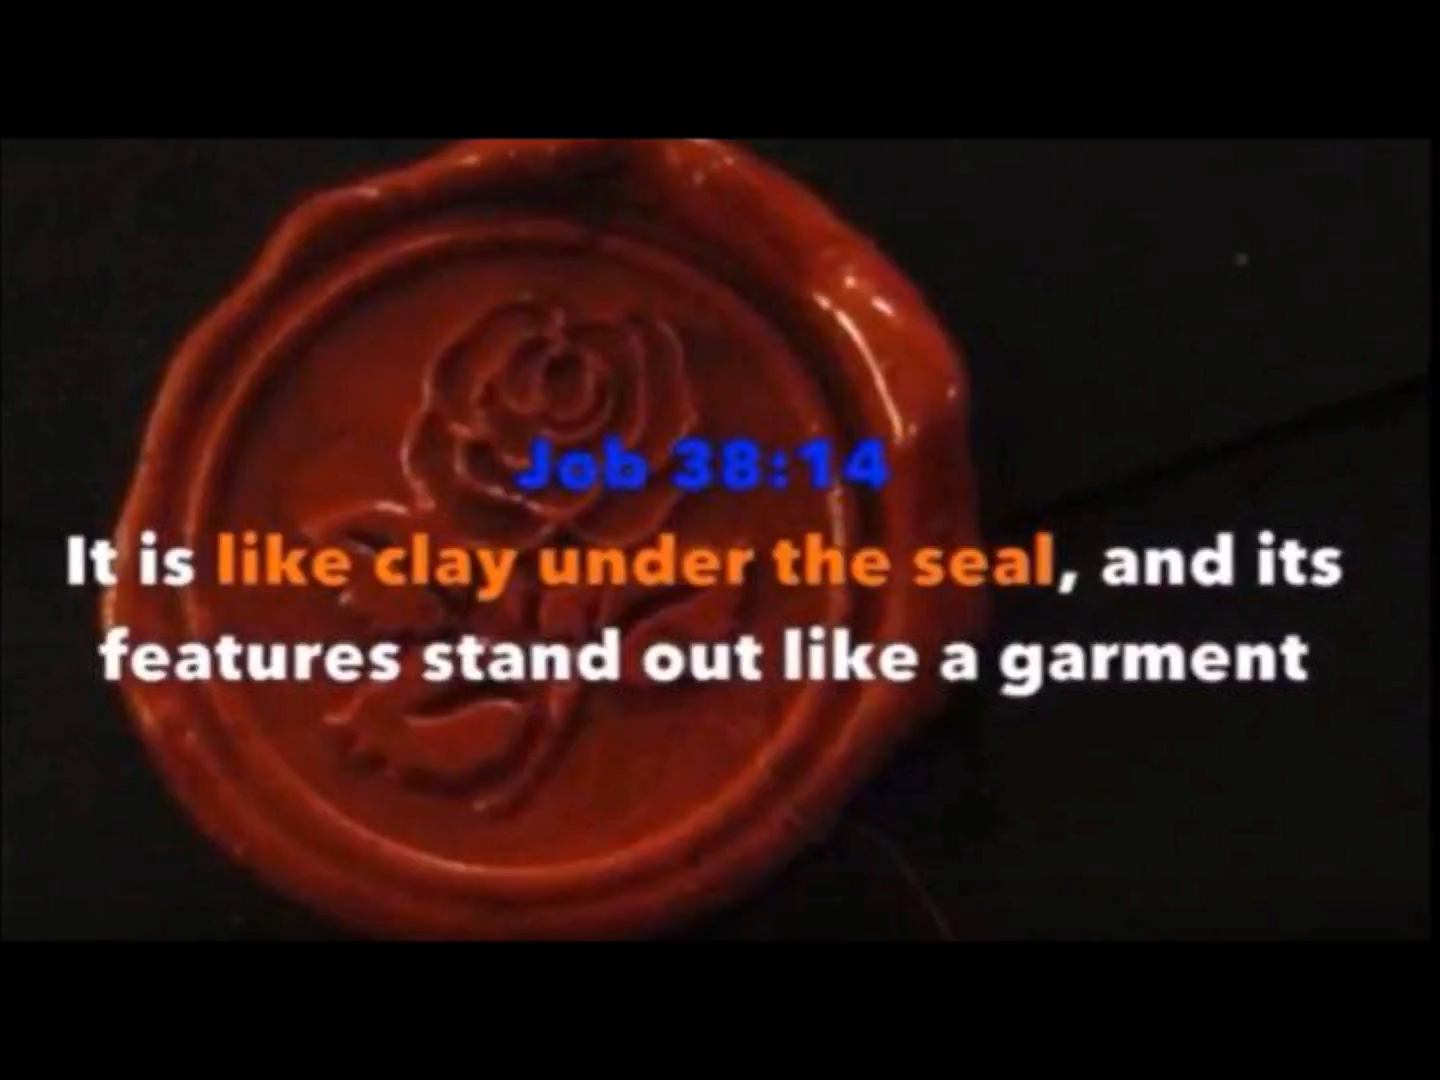 Job 38:14
It is like clay under the seal, and its
features stand out like a garment